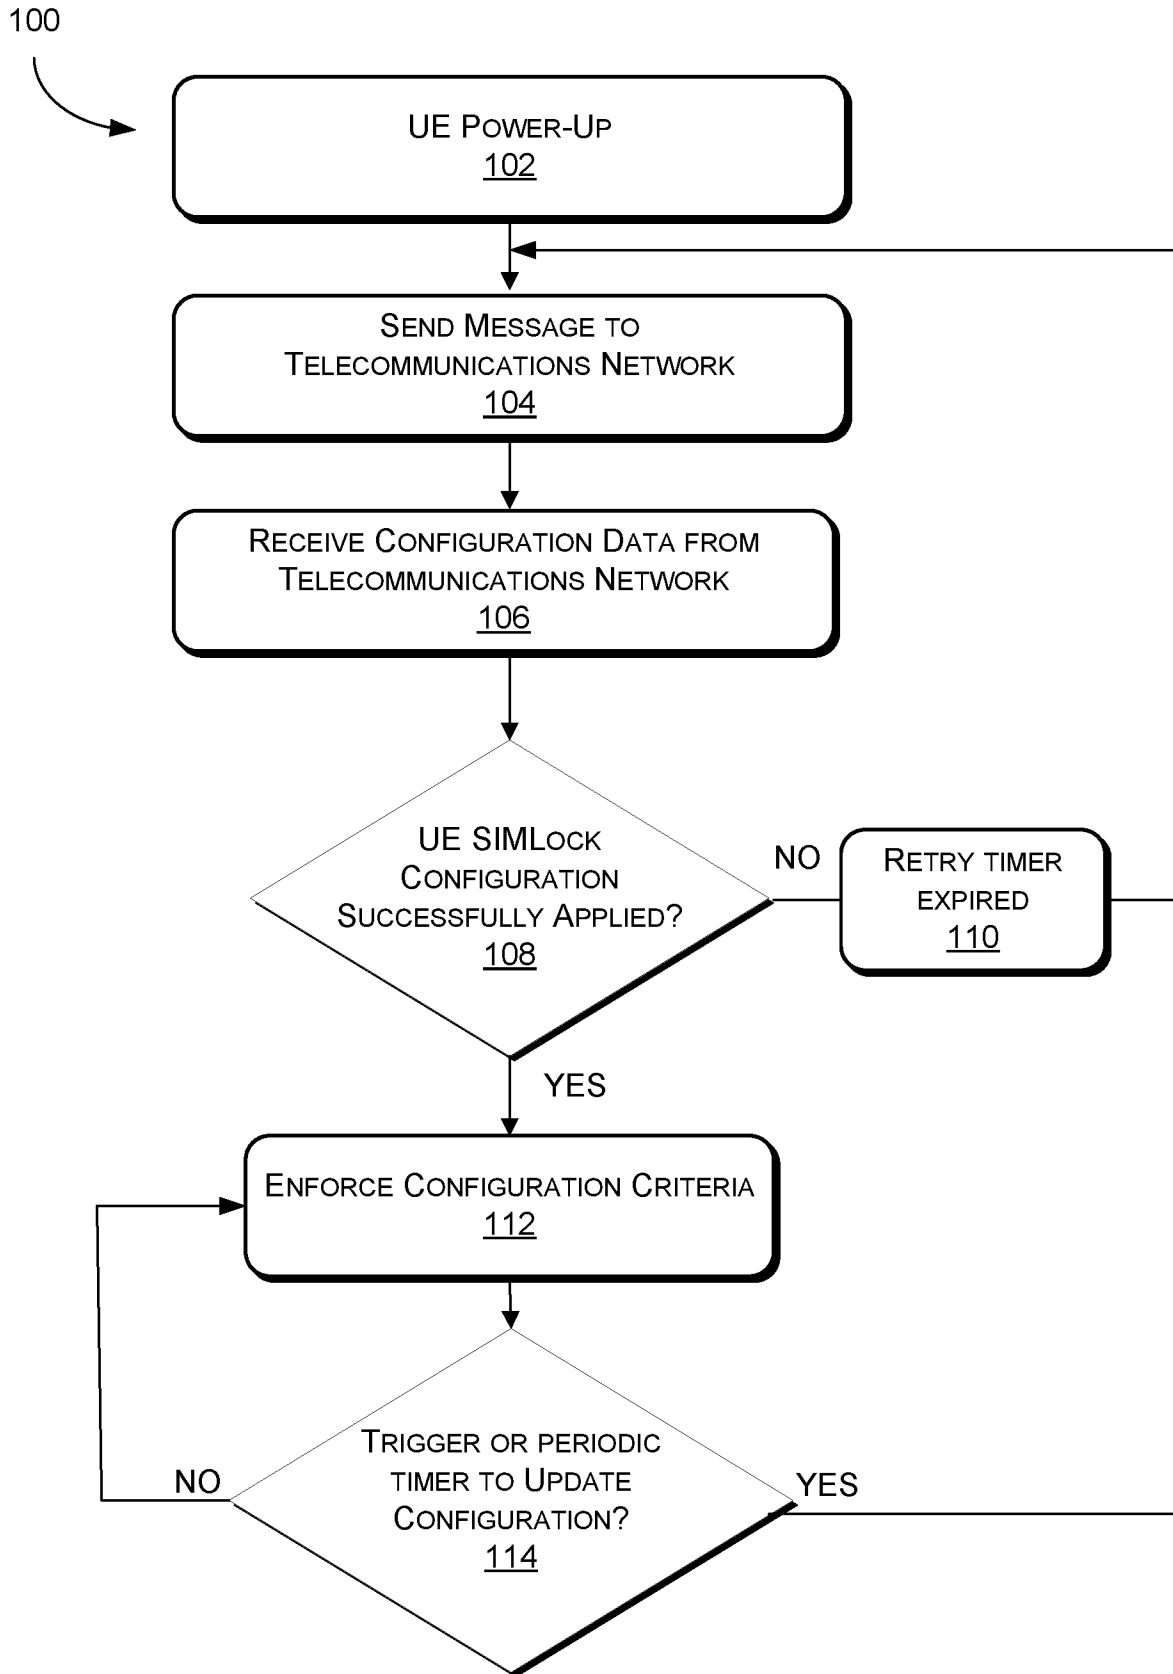 100
UE POWER-UP
102
SEND MESSAGE TO
TELECOMMUNICATIONS NETWORK
104
RECEIVE CONFIGURATION DATA FROM
TELECOMMUNICATIONS NETWORK
106
UE SIMLOCK
CONFIGURATION
SUCCESSFULLY APPLIED?
108
NO
RETRY TIMER
EXPIRED
110
YES
ENFORCE CONFIGURATION CRITERIA
112
TRIGGER OR PERIODIC
TIMER TO UPDATE
CONFIGURATION?
114
NO
YES